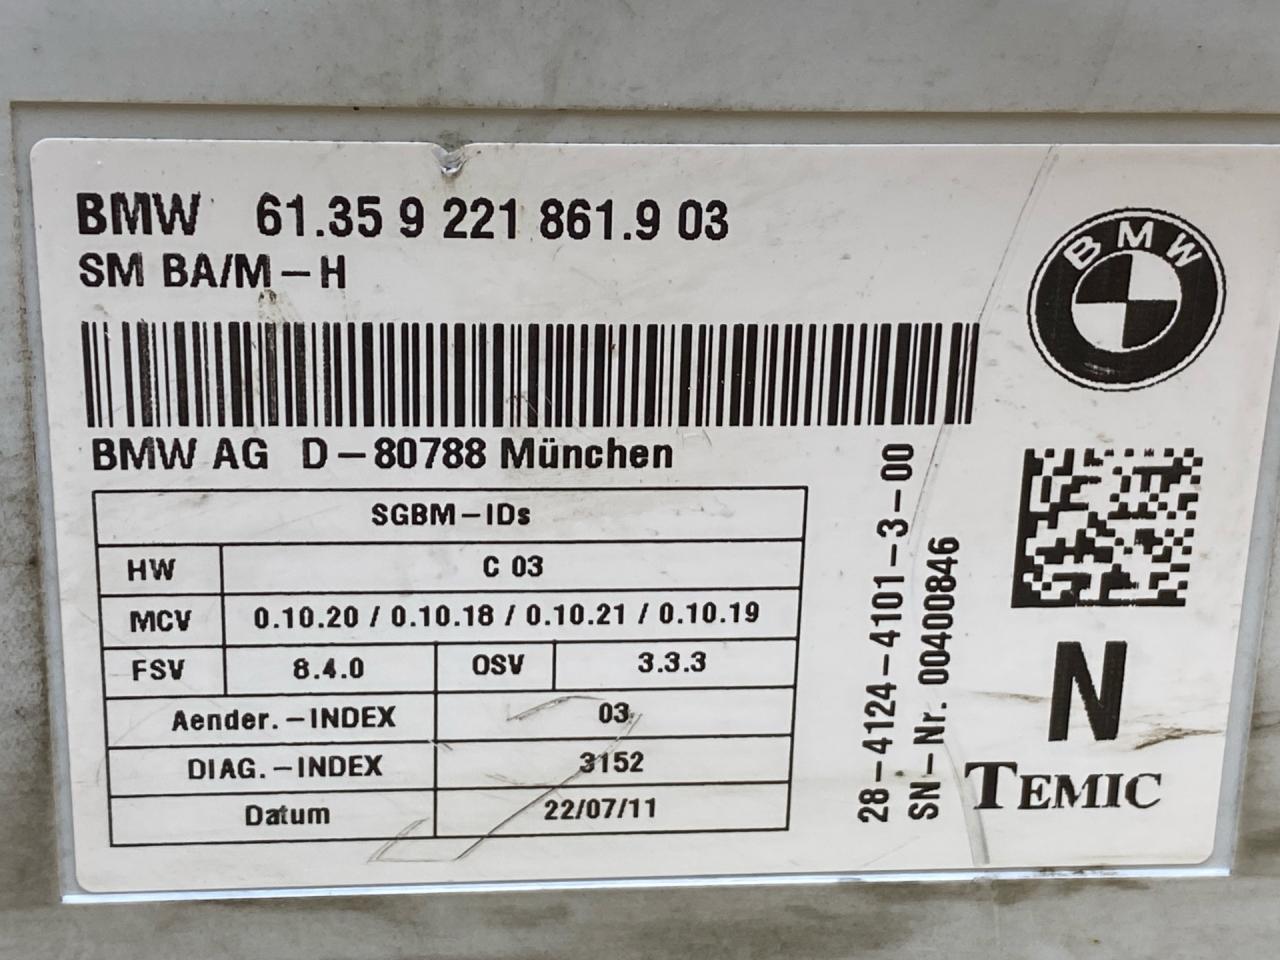 BMW 61.35 9 221 861.9 03
SM BA/M-H
BMW
BMW AG D-80788 München
SGBM-IDs
HW C 03
MCV 0.10.20 / 0.10.18 / 0.10.21 / 0.10.19
FSV 8.4.0 OSV 3.3.3
Aender.-INDEX 03
DIAG.-INDEX 3152
Datum 22/07/11
28-4124-4101-3-00
SN-Nr. 00400846
N
TEMIC